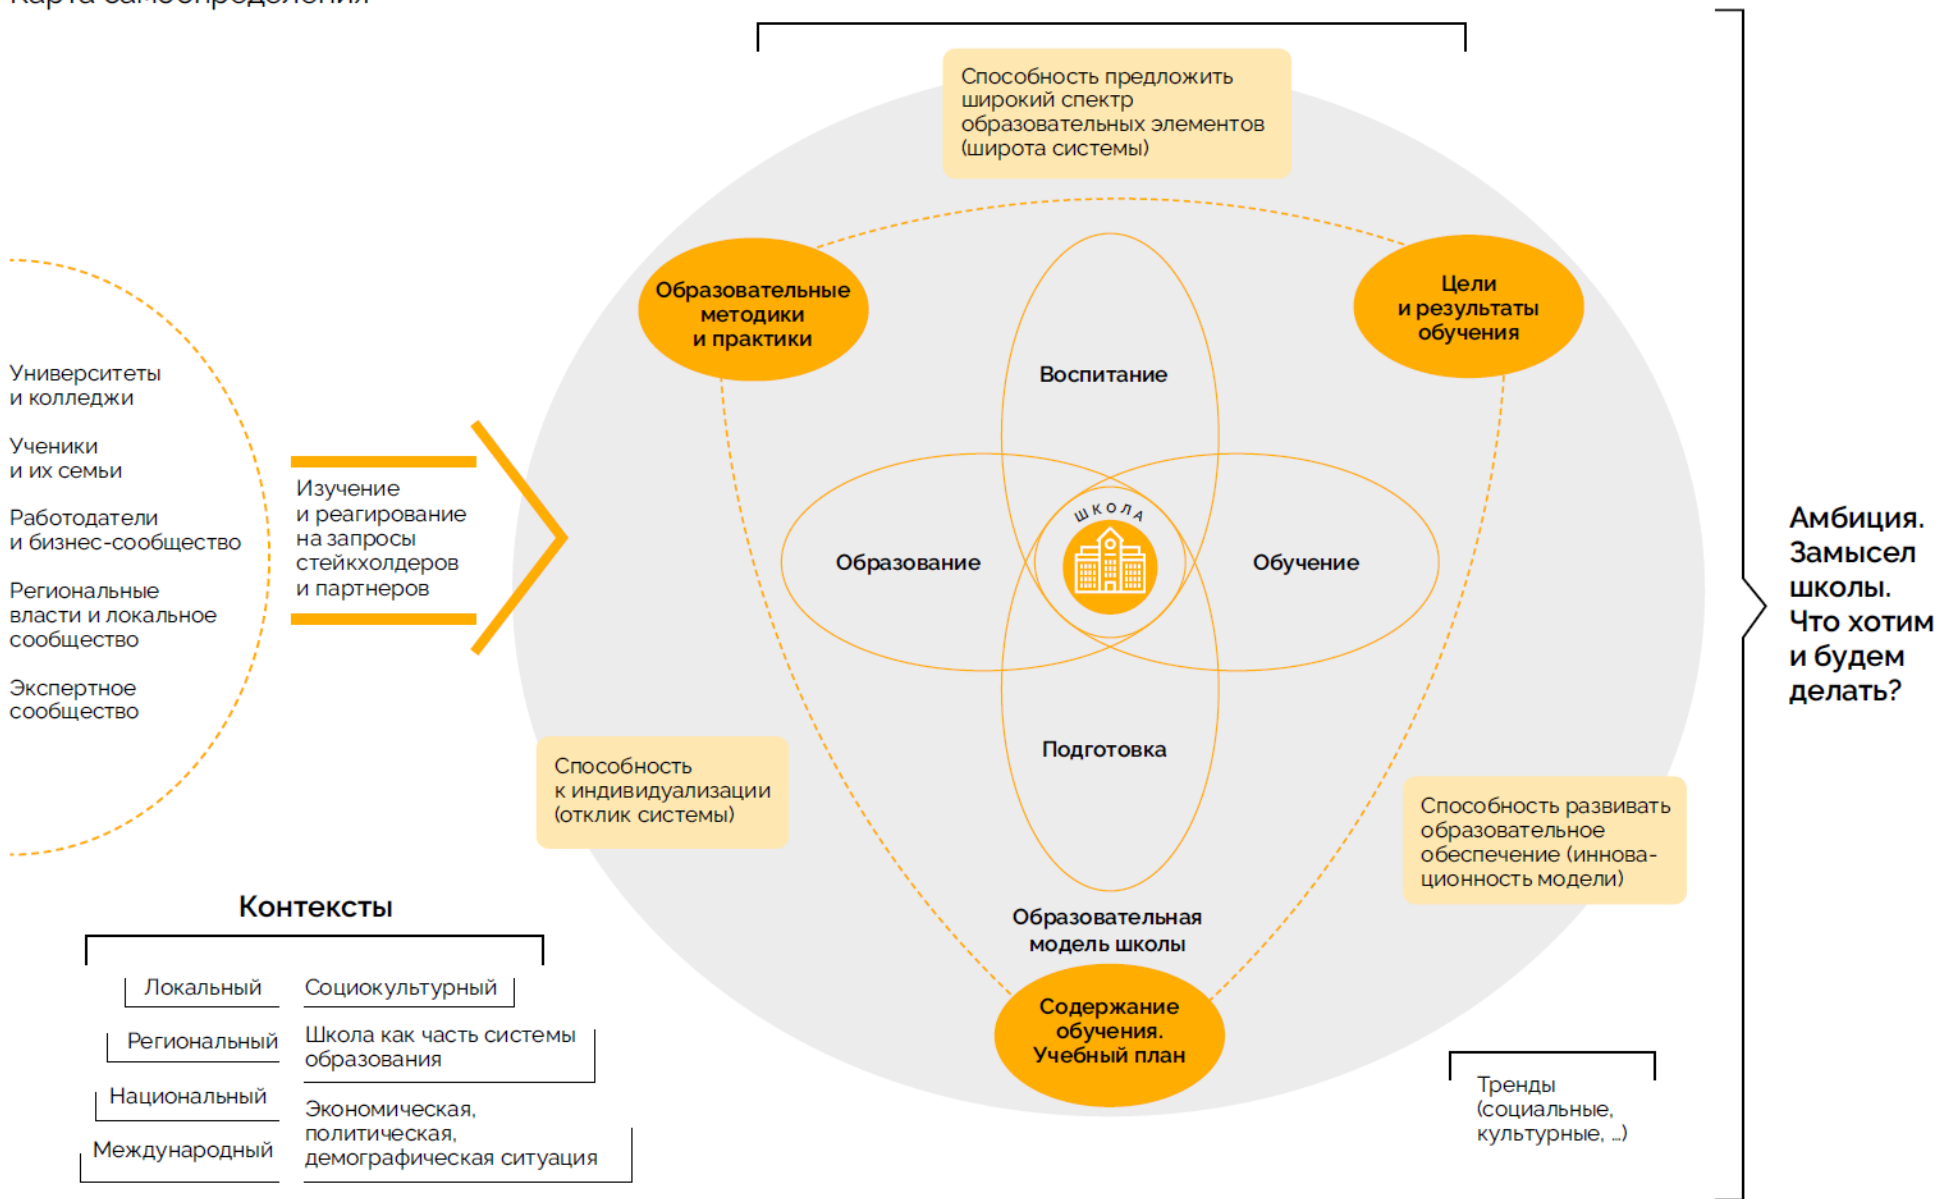 Карта самоопределения
Способность предложить
широкий спектр
образовательных элементов
(широта системы)
Образовательные
методики
и практики
Цели
и результаты
обучения
Университеты
и колледжи
Ученики
и их семьи
Работодатели
и бизнес-сообщество
Региональные
власти и локальное
сообщество
Экспертное
сообщество
Изучение
и реагирование
на запросы
стейкхолдеров
и партнеров
Воспитание
Образование
ШКОЛА
Обучение
Подготовка
Способность
к индивидуализации
(отклик системы)
Способность развивать
образовательное
обеспечение (иннова-
ционность модели)
Образовательная
модель школы
Содержание
обучения.
Учебный план
Амбиция.
Замысел
школы.
Что хотим
и будем
делать?
Контексты
Локальный
Региональный
Национальный
Международный
Социокультурный
Школа как часть системы
образования
Экономическая,
политическая,
демографическая ситуация
Тренды
(социальные,
культурные, …)